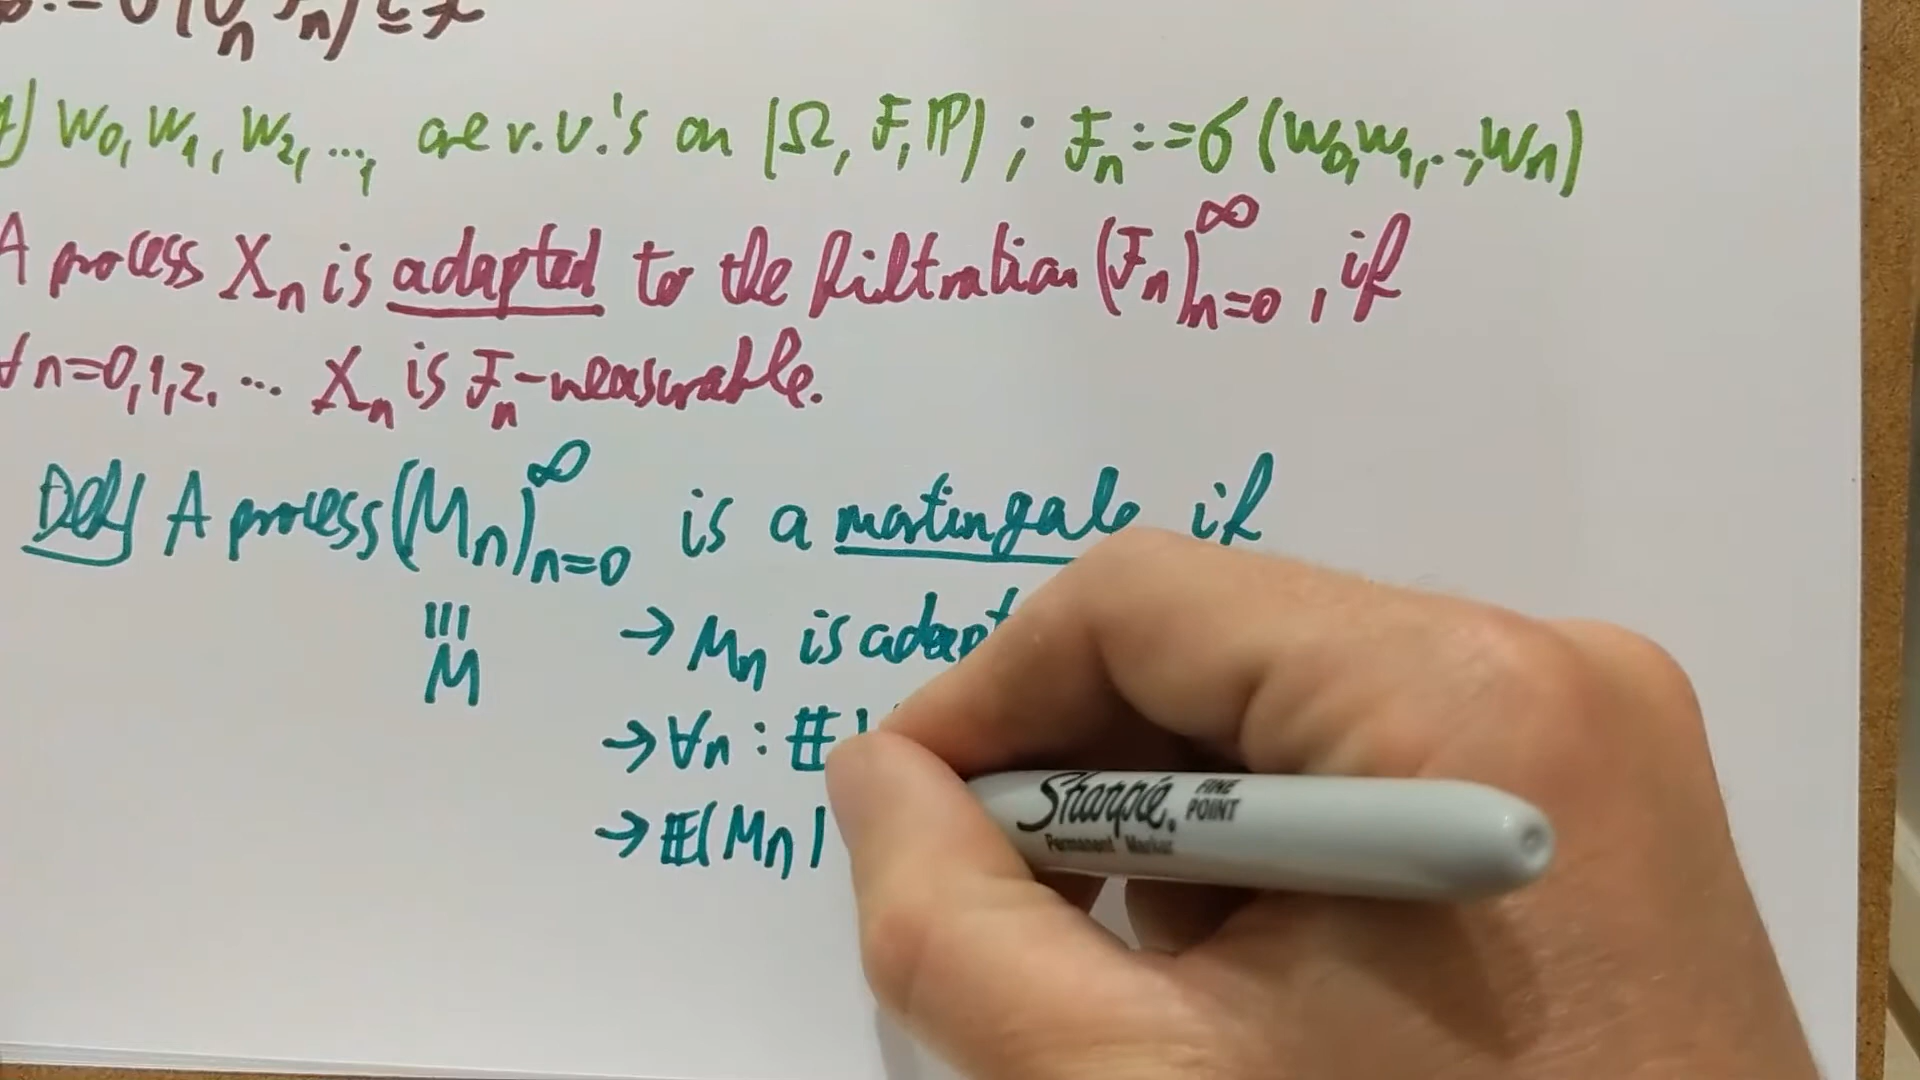 n n) ⊆ F
W₀, W₁, W₂, ..., are r.v.'s on (Ω, F, ℙ) ; Fₙ := σ (W₀, W₁, .., Wₙ)
A process Xₙ is adapted to the filtration (Fₙ)ₙ₌₀^∞ , if
∀ n=0,1,2, ... Xₙ is Fₙ-measurable.
Def A process (Mₙ)ₙ₌₀^∞ is a martingale if
→ Mₙ is adapt
M
→ ∀n : 𝔼 |
→ 𝔼( Mₙ |
Sharpie. FINE POINT
Permanent Marker